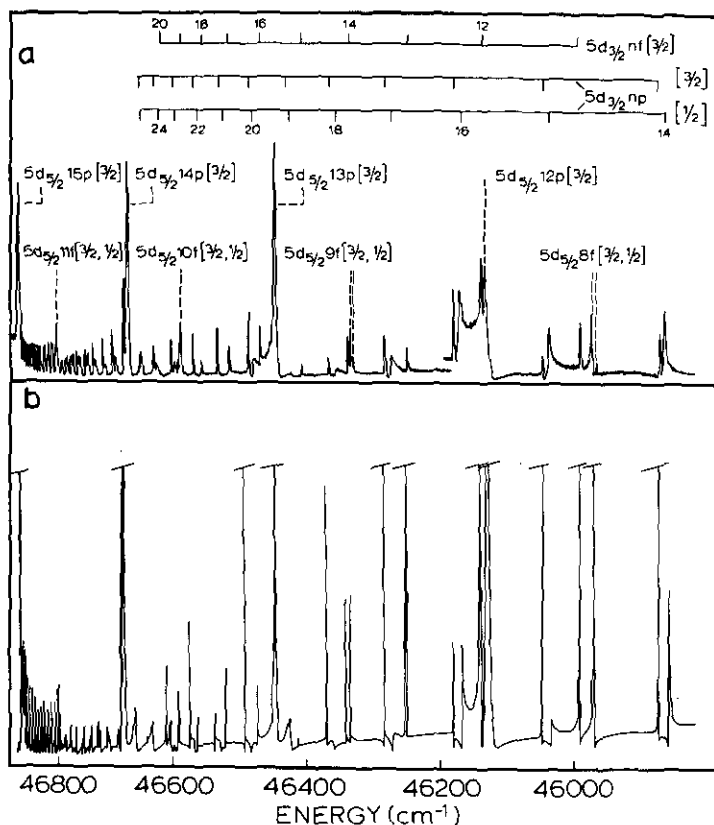 20 18 16 14 12
5d3/2 nf [3/2]
a
[3/2]
5d3/2 np
[1/2]
24 22 20 18 16 14
5d5/2 15p [3/2] 5d5/2 14p [3/2] 5d5/2 13p [3/2] 5d5/2 12p [3/2]
5d5/2 11f [3/2, 1/2] 5d5/2 10f [3/2, 1/2] 5d5/2 9f [3/2, 1/2] 5d5/2 8f [3/2, 1/2]
b
46800 46600 46400 46200 46000
ENERGY (cm⁻¹)